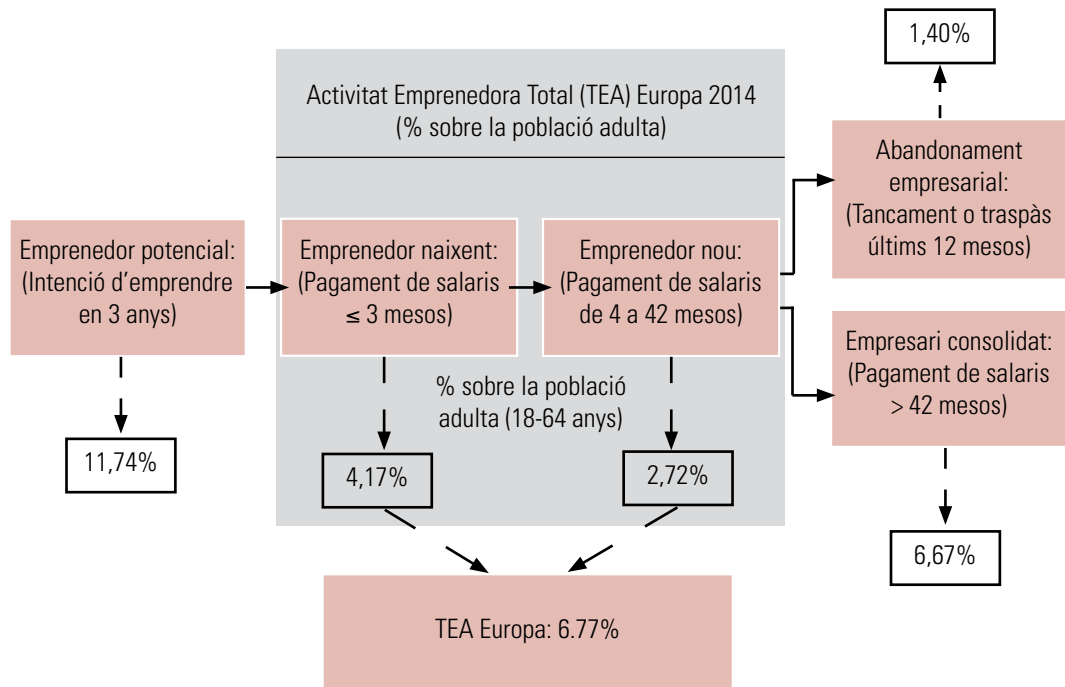 Activitat Emprenedora Total (TEA) Europa 2014
(% sobre la població adulta)
Emprenedor potencial:
(Intenció d’emprendre
en 3 anys)
11,74%
Emprenedor naixent:
(Pagament de salaris
≤ 3 mesos)
Emprenedor nou:
(Pagament de salaris
de 4 a 42 mesos)
% sobre la població
adulta (18-64 anys)
4,17%
2,72%
1,40%
Abandonament
empresarial:
(Tancament o traspàs
últims 12 mesos)
Empresari consolidat:
(Pagament de salaris
> 42 mesos)
6,67%
TEA Europa: 6.77%